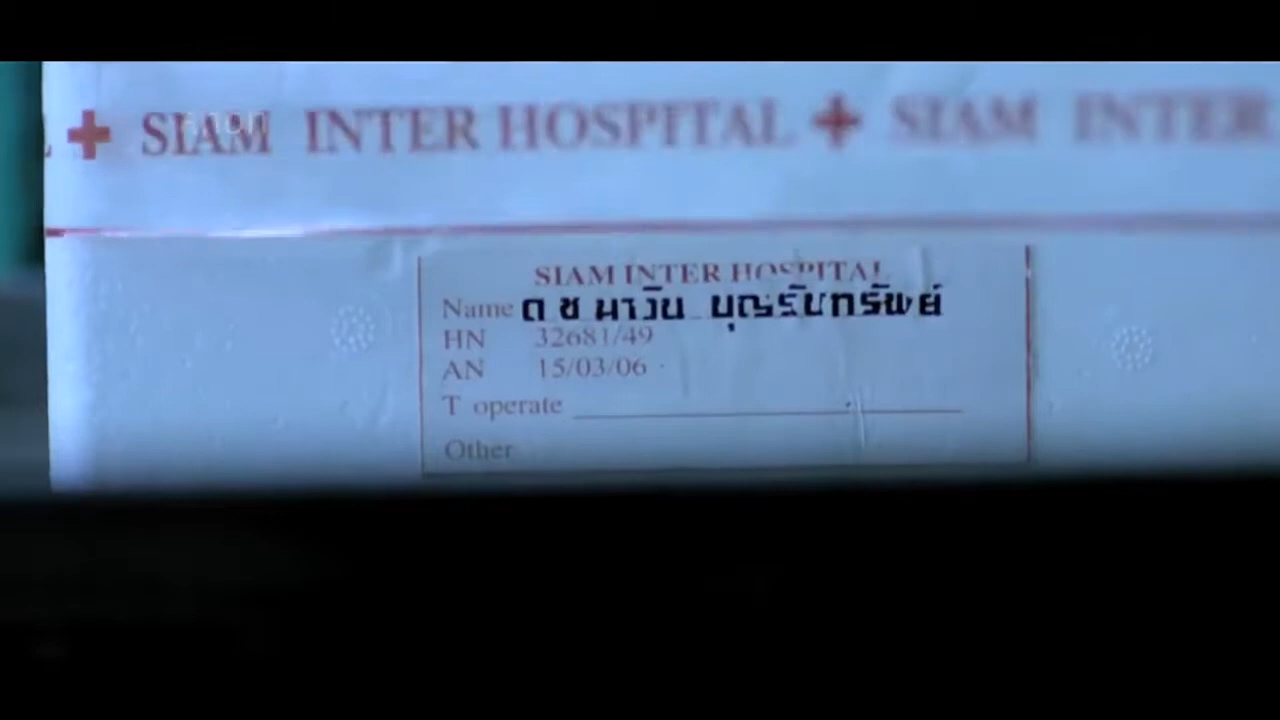 SIAM INTER HOSPITAL SIAM INTER
SIAM INTER HOSPITAL
Name ด ช นาวิน บุญรับทรัพย์
HN 32681/49
AN 15/03/06
T operate
Other